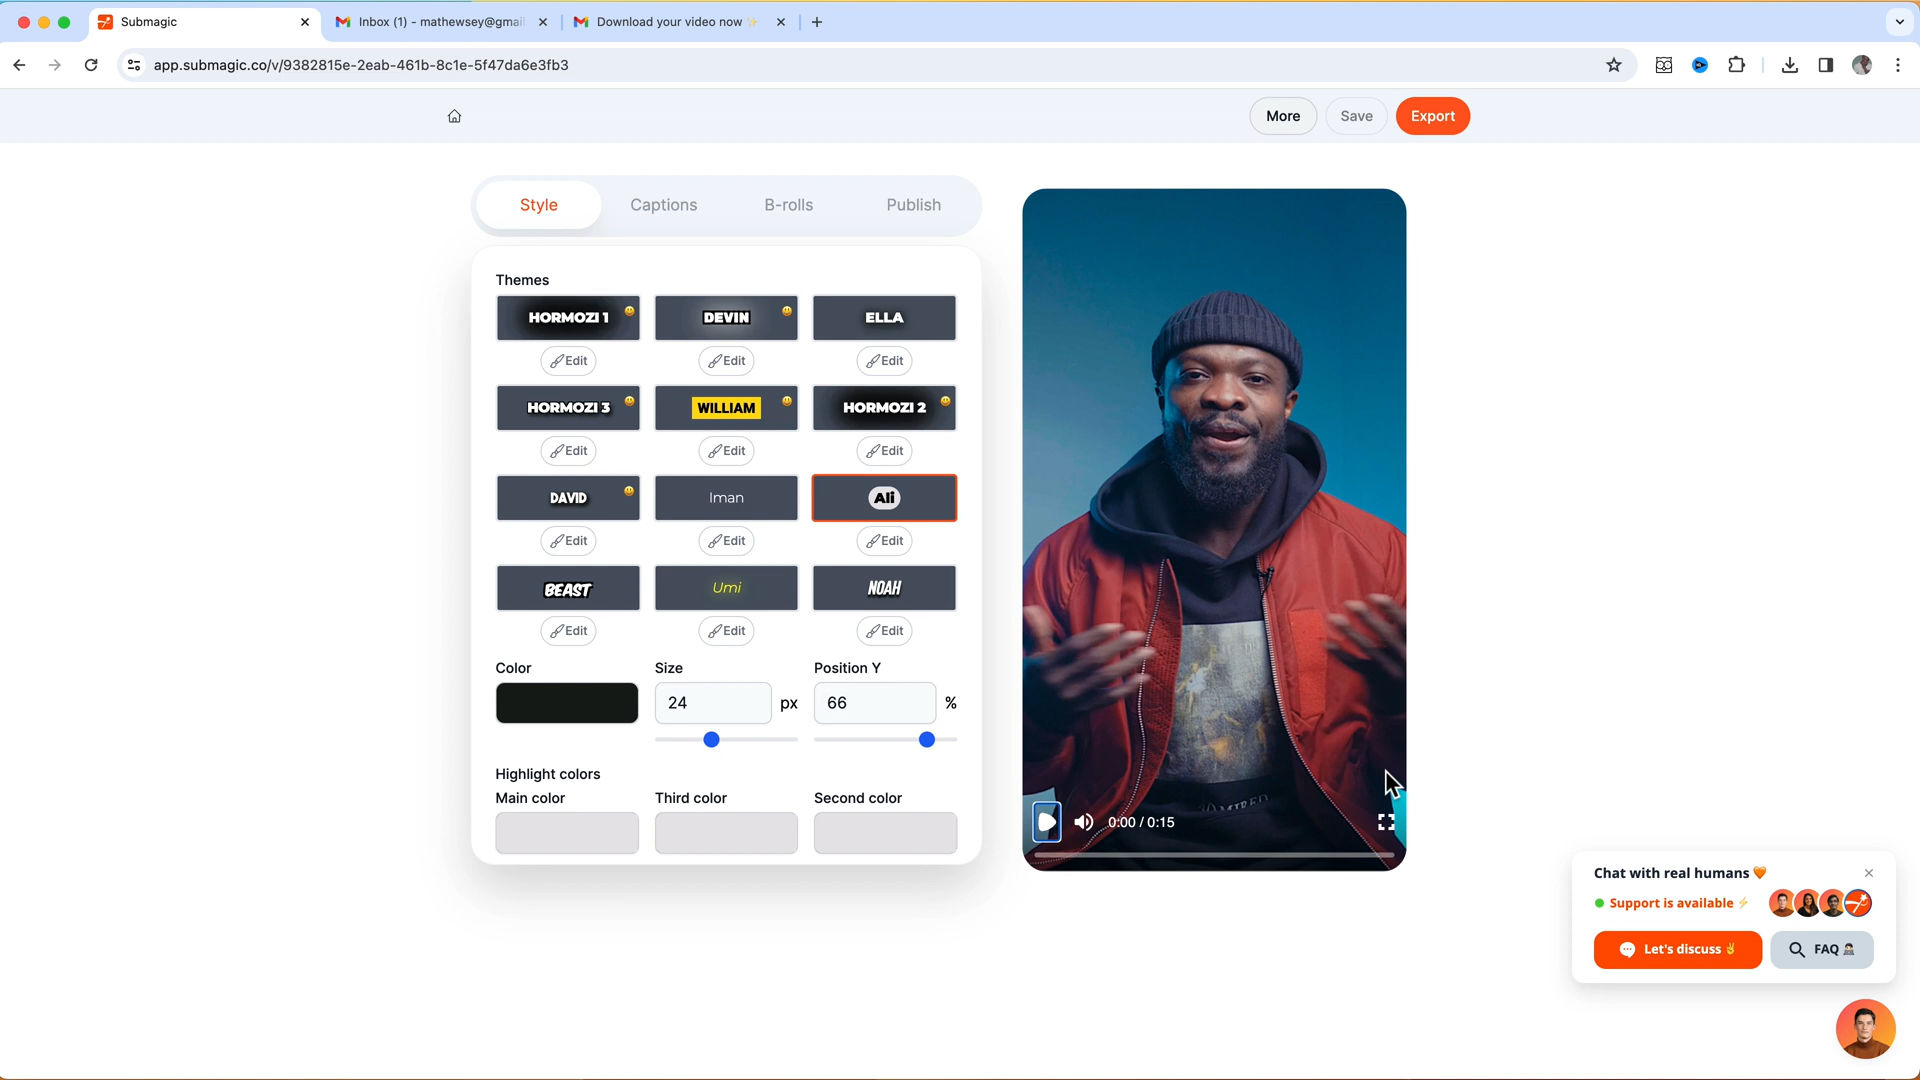 Submagic
Inbox (1) - mathewsey@gmai
Download your video now
app.submagic.co/v/9382815e-2eab-461b-8c1e-5f47da6e3fb3
More
Save
Export
Style
Captions
B-rolls
Publish
Themes
HORMOZI 1
DEVIN
ELLA
Edit
Edit
Edit
HORMOZI 3
WILLIAM
HORMOZI 2
Edit
Edit
Edit
DAVID
Iman
Ali
Edit
Edit
Edit
BEAST
Umi
NOAH
Edit
Edit
Edit
Color
Size
Position Y
24 px
66 %
Highlight colors
Main color
Third color
Second color
0:00 / 0:15
Chat with real humans 🧡
Support is available ⚡
Let's discuss ✌
FAQ